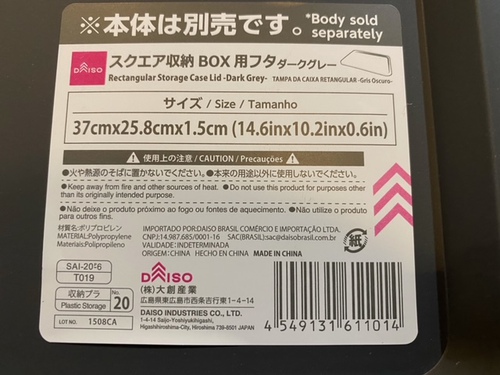 ※本体は別売です。 *Body sold separately
DAISO
スクエア収納BOX用フタダークグレー
Rectangular Storage Case Lid -Dark Grey- TAMPA DA CAIXA RETANGULAR -Gris Oscuro-
サイズ / Size / Tamanho
37cmx25.8cmx1.5cm (14.6inx10.2inx0.6in)
使用上の注意 / CAUTION / Precauções
●火や熱源のそばに置かないでください。●本来の用途以外に使用しないでください。
●Keep away from fire and other sources of heat. ●Do not use this product for purposes other
than its originally intended purpose.
●Não deixe o produto próximo ao fogo ou fontes de aquecimento. ●Não utilize o produto
para outros fins.
材質名:ポリプロピレン
MATERIAL:Polypropylene
Materiais:Polipropileno
IMPORTADO POR:DAISO BRASIL COMÉRCIO E IMPORTAÇÃO LTDA.
CNPJ:14.987.685/0001-16 SAC(BRASIL):sac@daisobrasil.com.br
VALIDADE:INDETERMINADA
ORIGEM:CHINA HECHO EN CHINA MADE IN CHINA
紙
SAI-20
T019
収納プラ
Plastic Storage
No.
20
LOT NO. 1508CA
DAISO
(株)大創産業
広島県東広島市西条吉行東1-4-14
DAISO INDUSTRIES CO., LTD.
1-4-14 Saijo-Yoshiyukihigashi,
Higashihiroshima-City, Hiroshima 739-8501 JAPAN
4 549131 611014